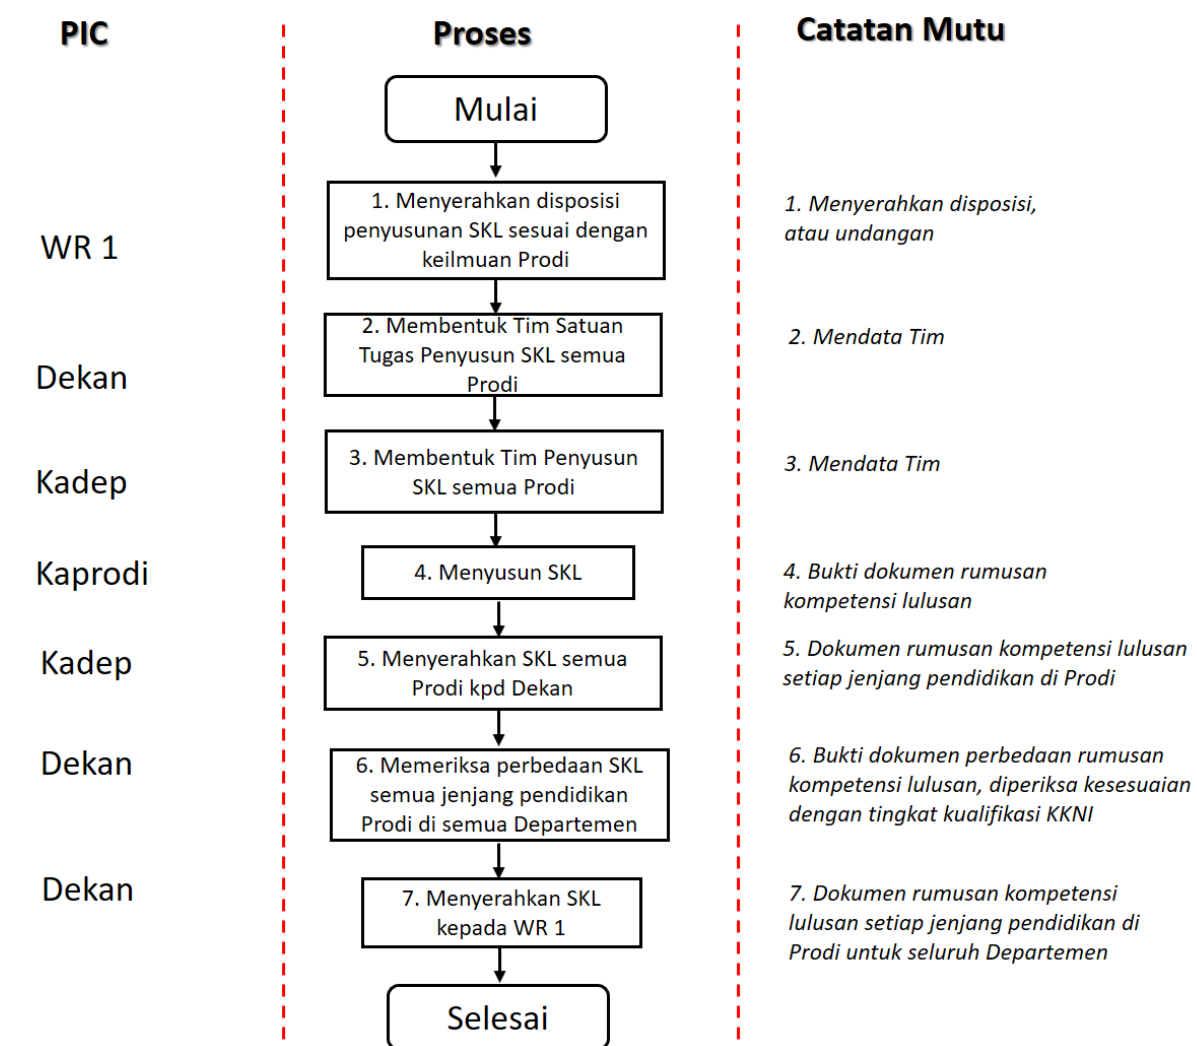 PIC
Proses
Catatan Mutu
Mulai
WR 1
1. Menyerahkan disposisi
penyusunan SKL sesuai dengan
keilmuan Prodi
1. Menyerahkan disposisi,
atau undangan
Dekan
2. Membentuk Tim Satuan
Tugas Penyusun SKL semua
Prodi
2. Mendata Tim
Kadep
3. Membentuk Tim Penyusun
SKL semua Prodi
3. Mendata Tim
Kaprodi
4. Menyusun SKL
4. Bukti dokumen rumusan
kompetensi lulusan
Kadep
5. Menyerahkan SKL semua
Prodi kpd Dekan
5. Dokumen rumusan kompetensi lulusan
setiap jenjang pendidikan di Prodi
Dekan
6. Memeriksa perbedaan SKL
semua jenjang pendidikan
Prodi di semua Departemen
6. Bukti dokumen perbedaan rumusan
kompetensi lulusan, diperiksa kesesuaian
dengan tingkat kualifikasi KKNI
Dekan
7. Menyerahkan SKL
kepada WR 1
7. Dokumen rumusan kompetensi
lulusan setiap jenjang pendidikan di
Prodi untuk seluruh Departemen
Selesai